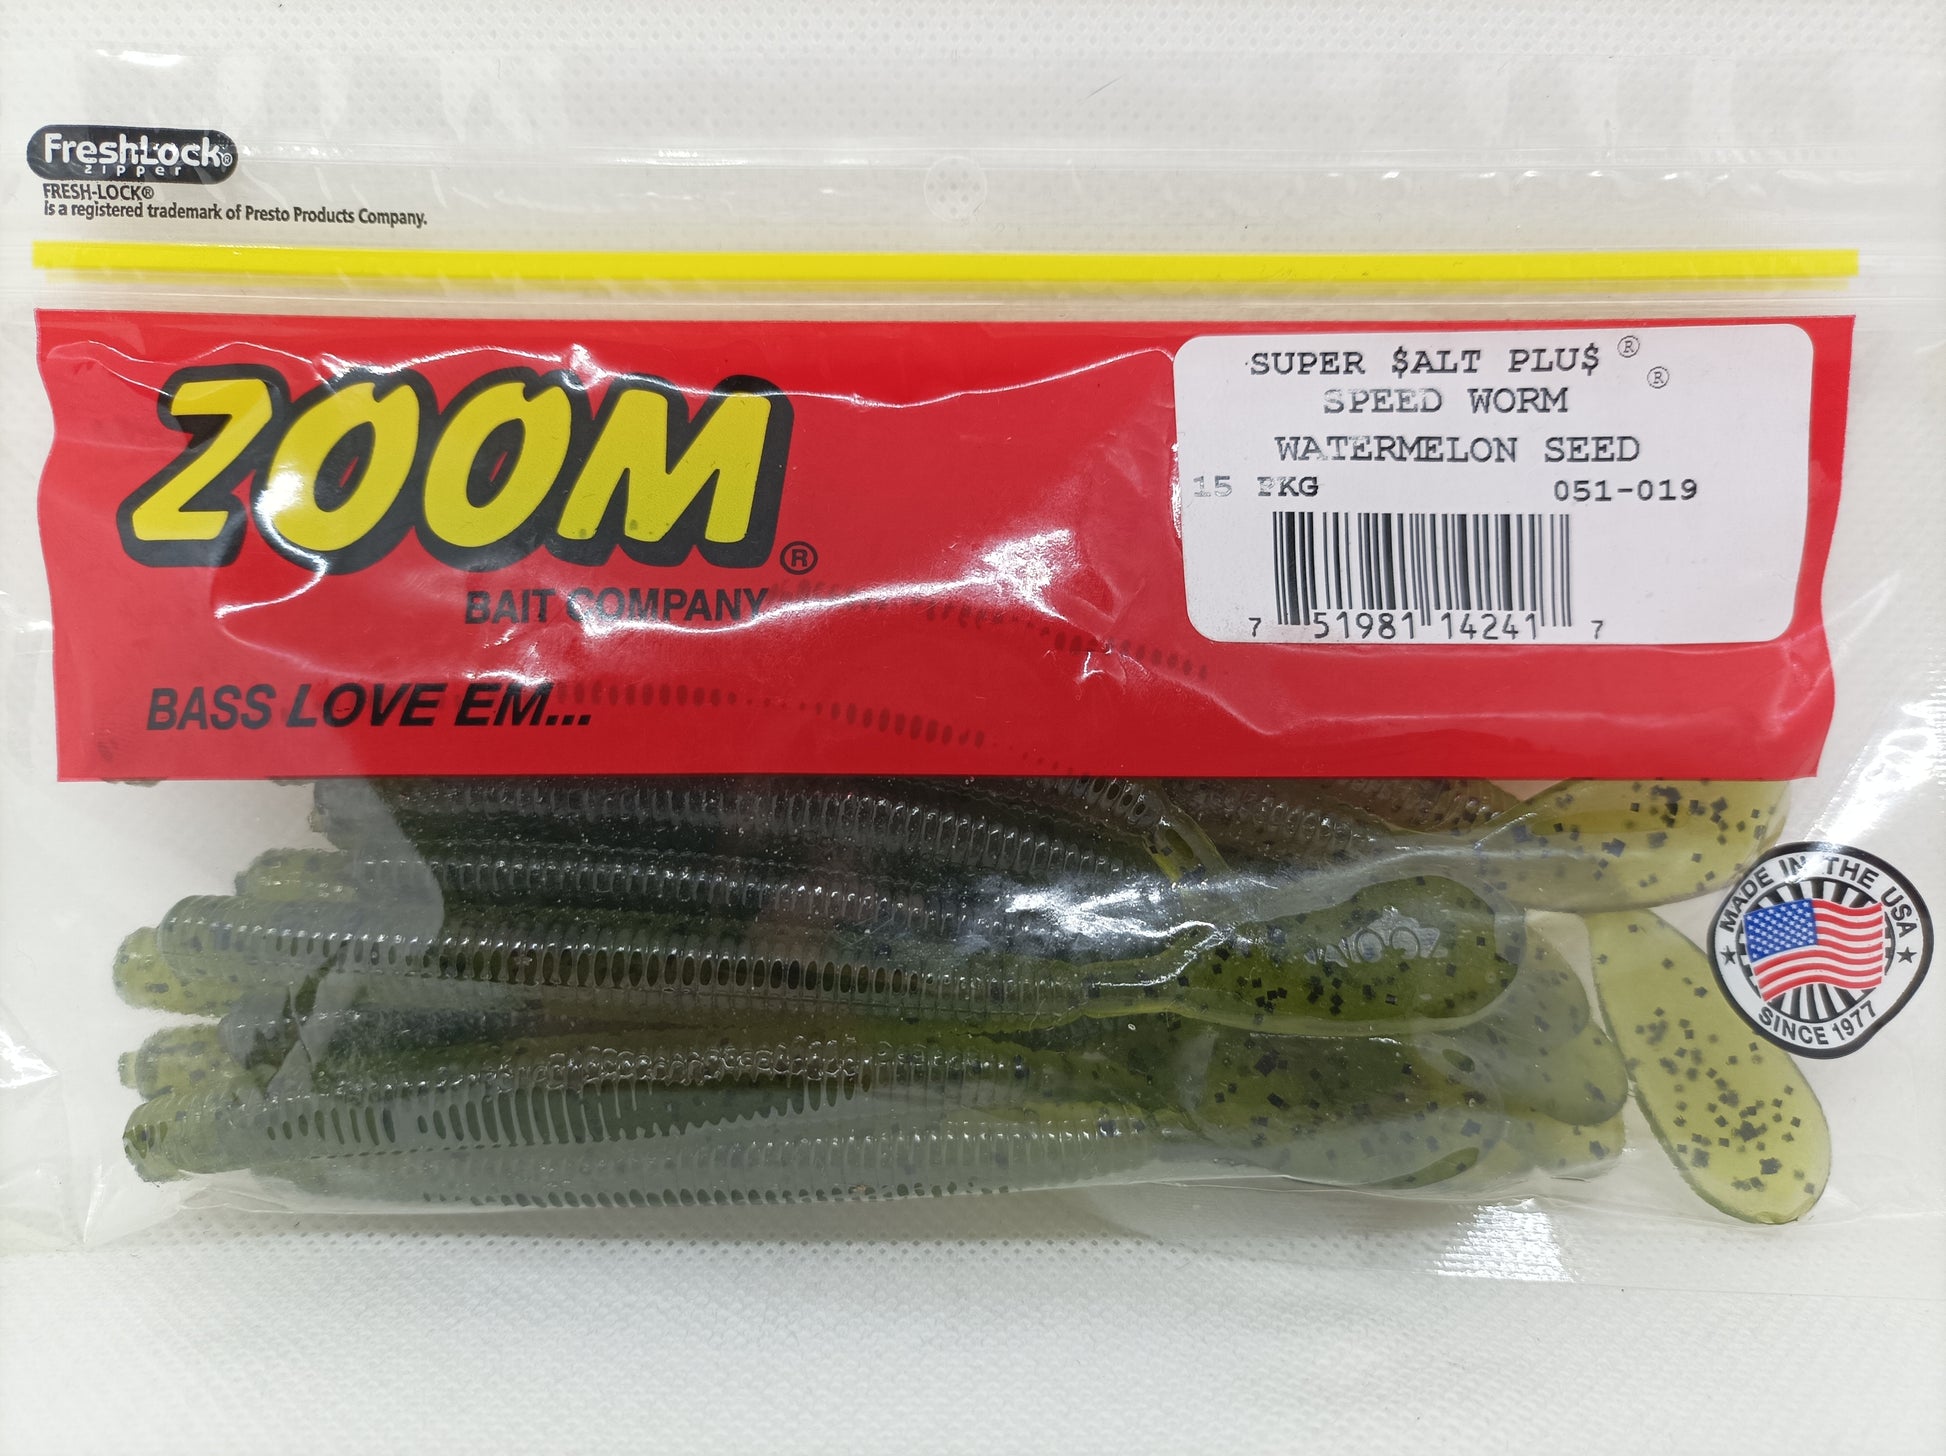 FreshLock®
zipper
FRESH-LOCK®
is a registered trademark of Presto Products Company.
ZOOM®
BAIT COMPANY
BASS LOVE EM...
SUPER $ALT PLU$®
SPEED WORM®
WATERMELON SEED
15 PKG 051-019
7 51981 14241 7
ZOOM
MADE IN THE USA
SINCE 1977